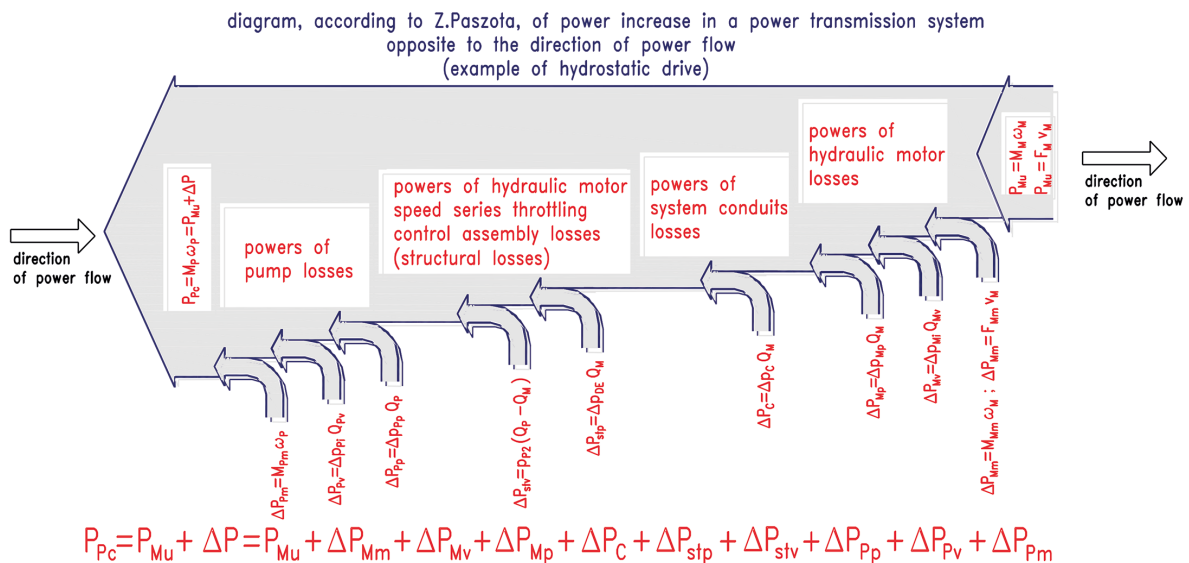 diagram, according to Z.Paszota, of power increase in a power transmission system
opposite to the direction of power flow
(example of hydrostatic drive)
direction
of power flow
P_Pc=M_P ω_P=P_Mu+ΔP
powers of
pump losses
powers of hydraulic motor
speed series throttling
control assembly losses
(structural losses)
powers of
system conduits
losses
powers of
hydraulic motor
losses
P_Mu=M_M ω_M
P_Mu=F_M v_M
direction
of power flow
ΔP_Pm=M_Pm ω_P
ΔP_Pv=Δp_Pi Q_Pv
ΔP_Pp=Δp_Pp Q_P
ΔP_stv=p_P2(Q_P-Q_M)
ΔP_stp=Δp_DE Q_M
ΔP_C=Δp_C Q_M
ΔP_Mp=Δp_Mp Q_M
ΔP_Mv=Δp_Mi Q_Mv
ΔP_Mm=M_Mm ω_M ; ΔP_Mm=F_Mm v_M
P_Pc=P_Mu+ ΔP=P_Mu+ ΔP_Mm+ΔP_Mv+ΔP_Mp+ΔP_C+ΔP_stp+ΔP_stv+ΔP_Pp+ΔP_Pv+ΔP_Pm